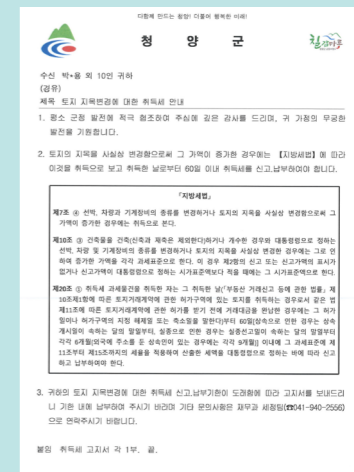 다함께 만드는 청양! 더불어 행복한 미래!
청 양 군
수신 박*용 외 10인 귀하
(경유)
제목 토지 지목변경에 대한 취득세 안내
1. 평소 군정 발전에 적극 협조하여 주심에 깊은 감사를 드리며, 귀 가정의 무궁한
발전을 기원합니다.
2. 토지의 지목을 사실상 변경함으로써 그 가액이 증가한 경우에는 【지방세법】에 따라
이것을 취득으로 보고 취득한 날로부터 60일 이내 취득세를 신고,납부하여야 합니다.
『지방세법』
제7조 ④ 선박, 차량과 기계장비의 종류를 변경하거나 토지의 지목을 사실상 변경함으로써 그
가액이 증가한 경우에는 취득으로 본다.
제10조 ③ 건축물을 건축(신축과 재축은 제외한다)하거나 개수한 경우와 대통령령으로 정하는
선박, 차량 및 기계장비의 종류를 변경하거나 토지의 지목을 사실상 변경한 경우에는 그로 인
하여 증가한 가액을 각각 과세표준으로 한다. 이 경우 제2항의 신고 또는 신고가액의 표시가
없거나 신고가액이 대통령령으로 정하는 시가표준액보다 적을 때에는 그 시가표준액으로 한다.
제20조 ① 취득세 과세물건을 취득한 자는 그 취득한 날(「부동산 거래신고 등에 관한 법률」 제
10조제1항에 따른 토지거래계약에 관한 허가구역에 있는 토지를 취득하는 경우로서 같은 법
제11조에 따른 토지거래계약에 관한 허가를 받기 전에 거래대금을 완납한 경우에는 그 허가
일이나 허가구역의 지정 해제일 또는 축소일을 말한다)부터 60일[상속으로 인한 경우는 상속
개시일이 속하는 달의 말일부터, 실종으로 인한 경우는 실종선고일이 속하는 달의 말일부터
각각 6개월(외국에 주소를 둔 상속인이 있는 경우에는 각각 9개월)] 이내에 그 과세표준에 제
11조부터 제15조까지의 세율을 적용하여 산출한 세액을 대통령령으로 정하는 바에 따라 신고
하고 납부하여야 한다.
3. 귀하의 토지 지목변경에 대한 취득세 신고,납부기한이 도래함에 따라 고지서를 보내드리
니 기한 내에 납부하여 주시기 바라며 기타 문의사항은 재무과 세정팀(☎041-940-2556)
으로 연락주시기 바랍니다.
붙임 취득세 고지서 각 1부. 끝.